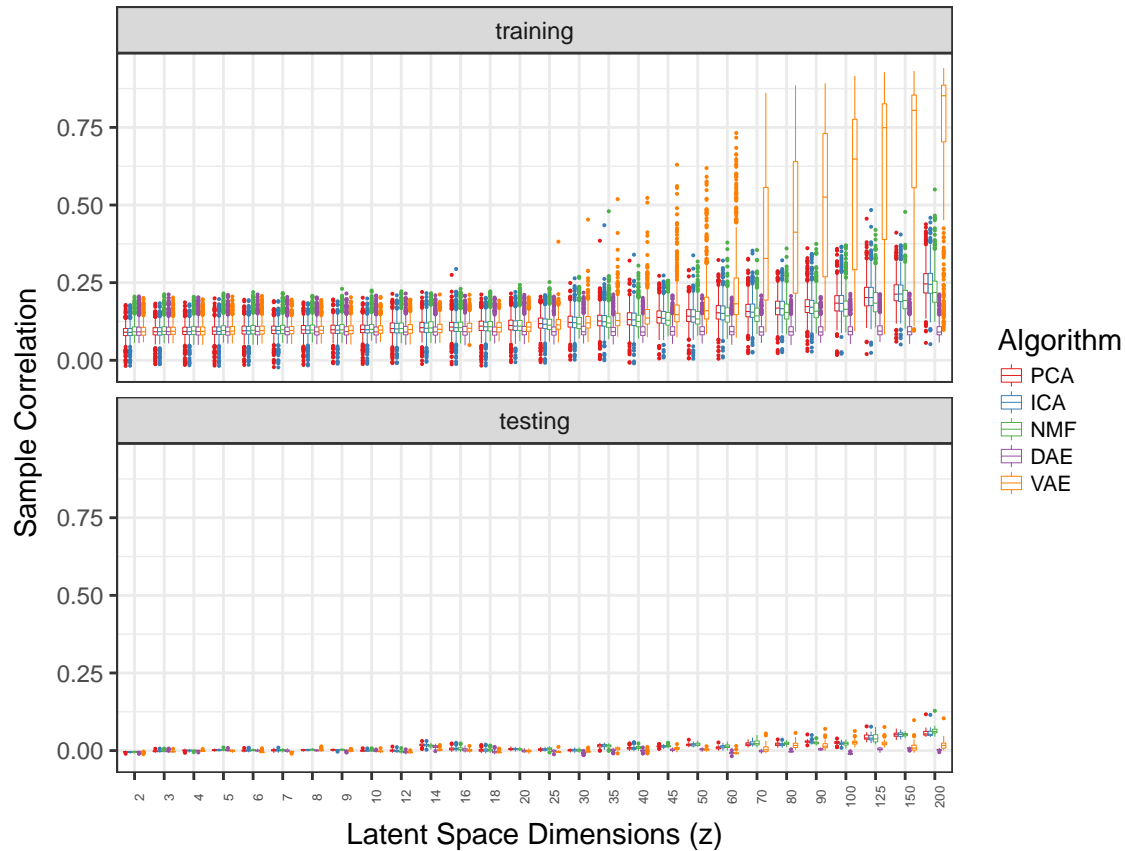 training
0.75
0.50
0.25
0.00
testing
0.75
0.50
0.25
0.00
Sample Correlation
2 3 4 5 6 7 8 9 10 12 14 16 18 20 25 30 35 40 45 50 60 70 80 90 100 125 150 200
Latent Space Dimensions (z)
Algorithm
PCA
ICA
NMF
DAE
VAE